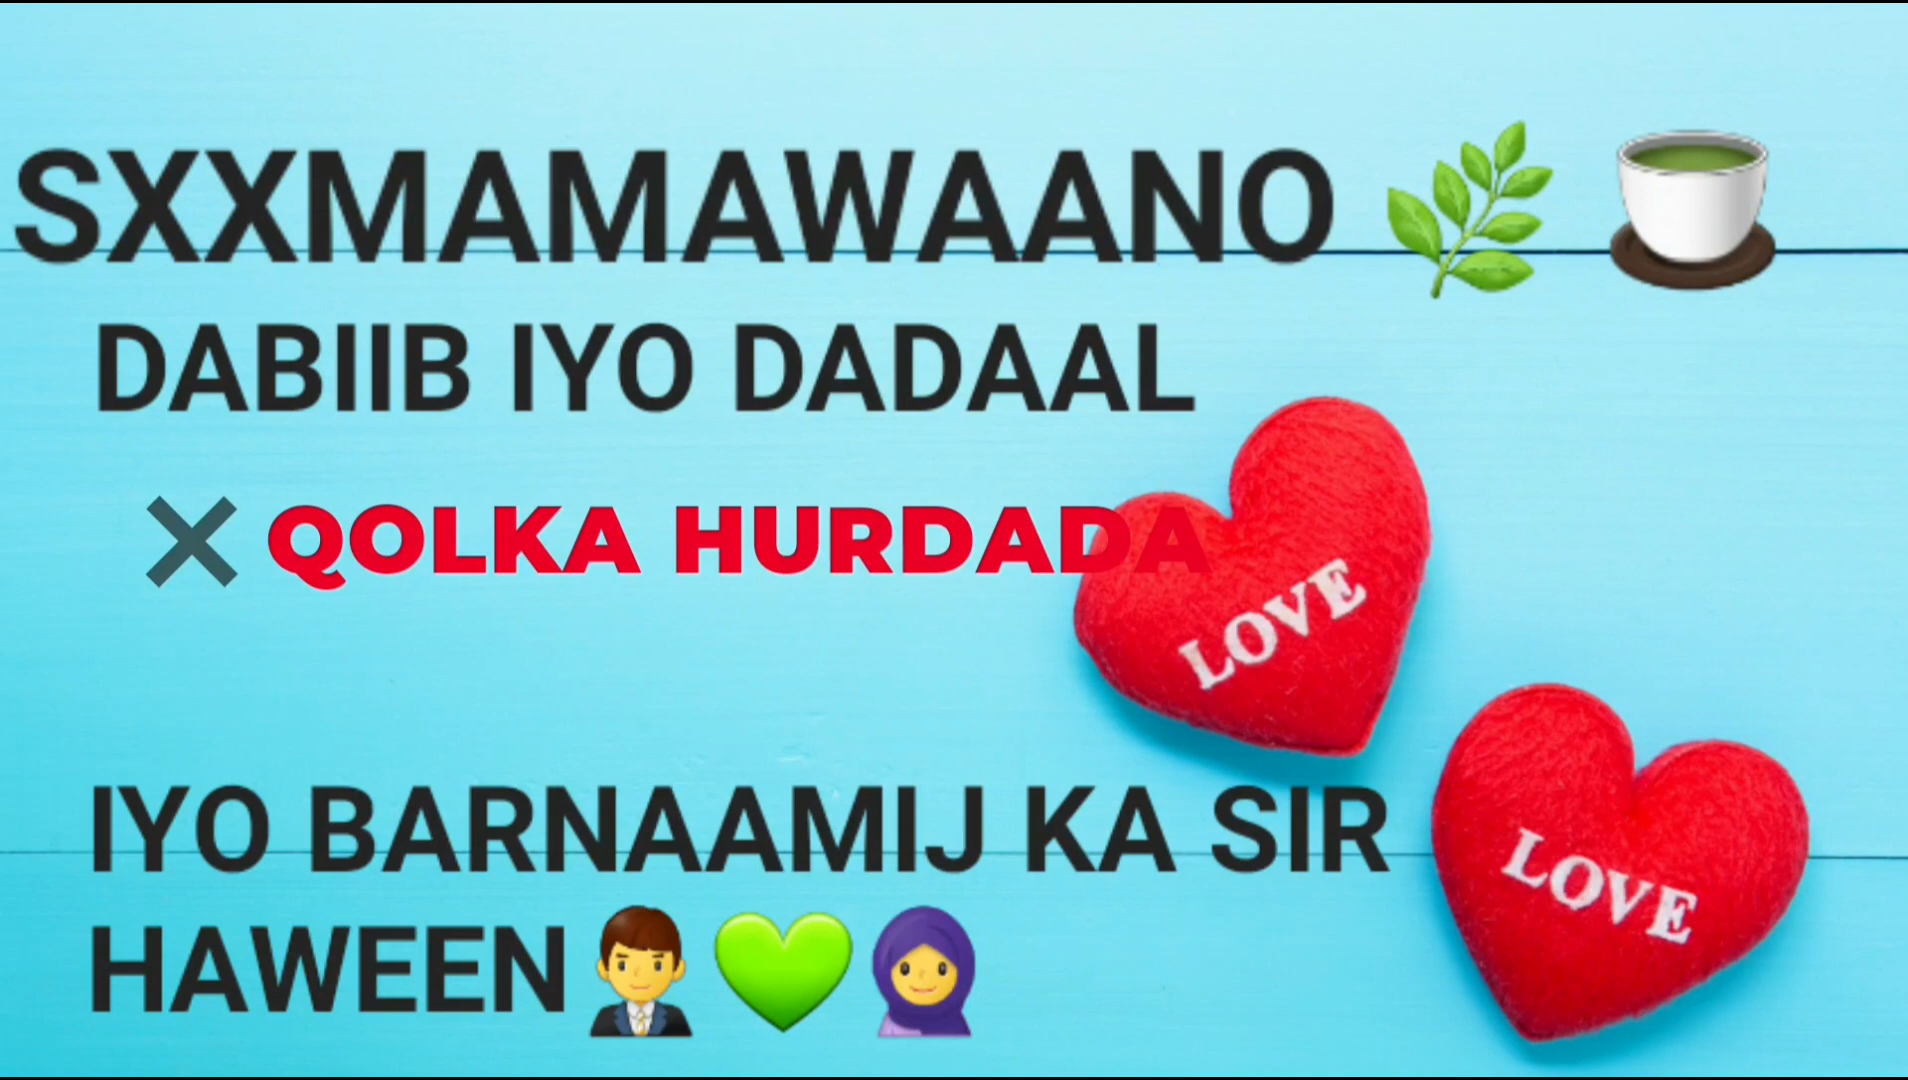 SXXMAMAWAANO 🌿 🍵
DABIIB IYO DADAAL
❌ QOLKA HURDADA
LOVE
IYO BARNAAMIJ KA SIR
HAWEEN 👨‍💼 💚 🧕
LOVE